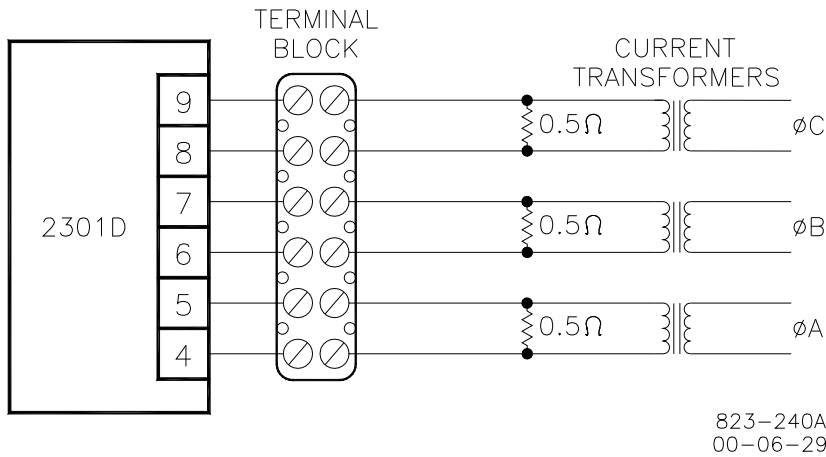 TERMINAL
BLOCK
CURRENT
TRANSFORMERS
9
0.5Ω
øC
8
7
2301D
0.5Ω
øB
6
5
0.5Ω
øA
4
823-240A
00-06-29